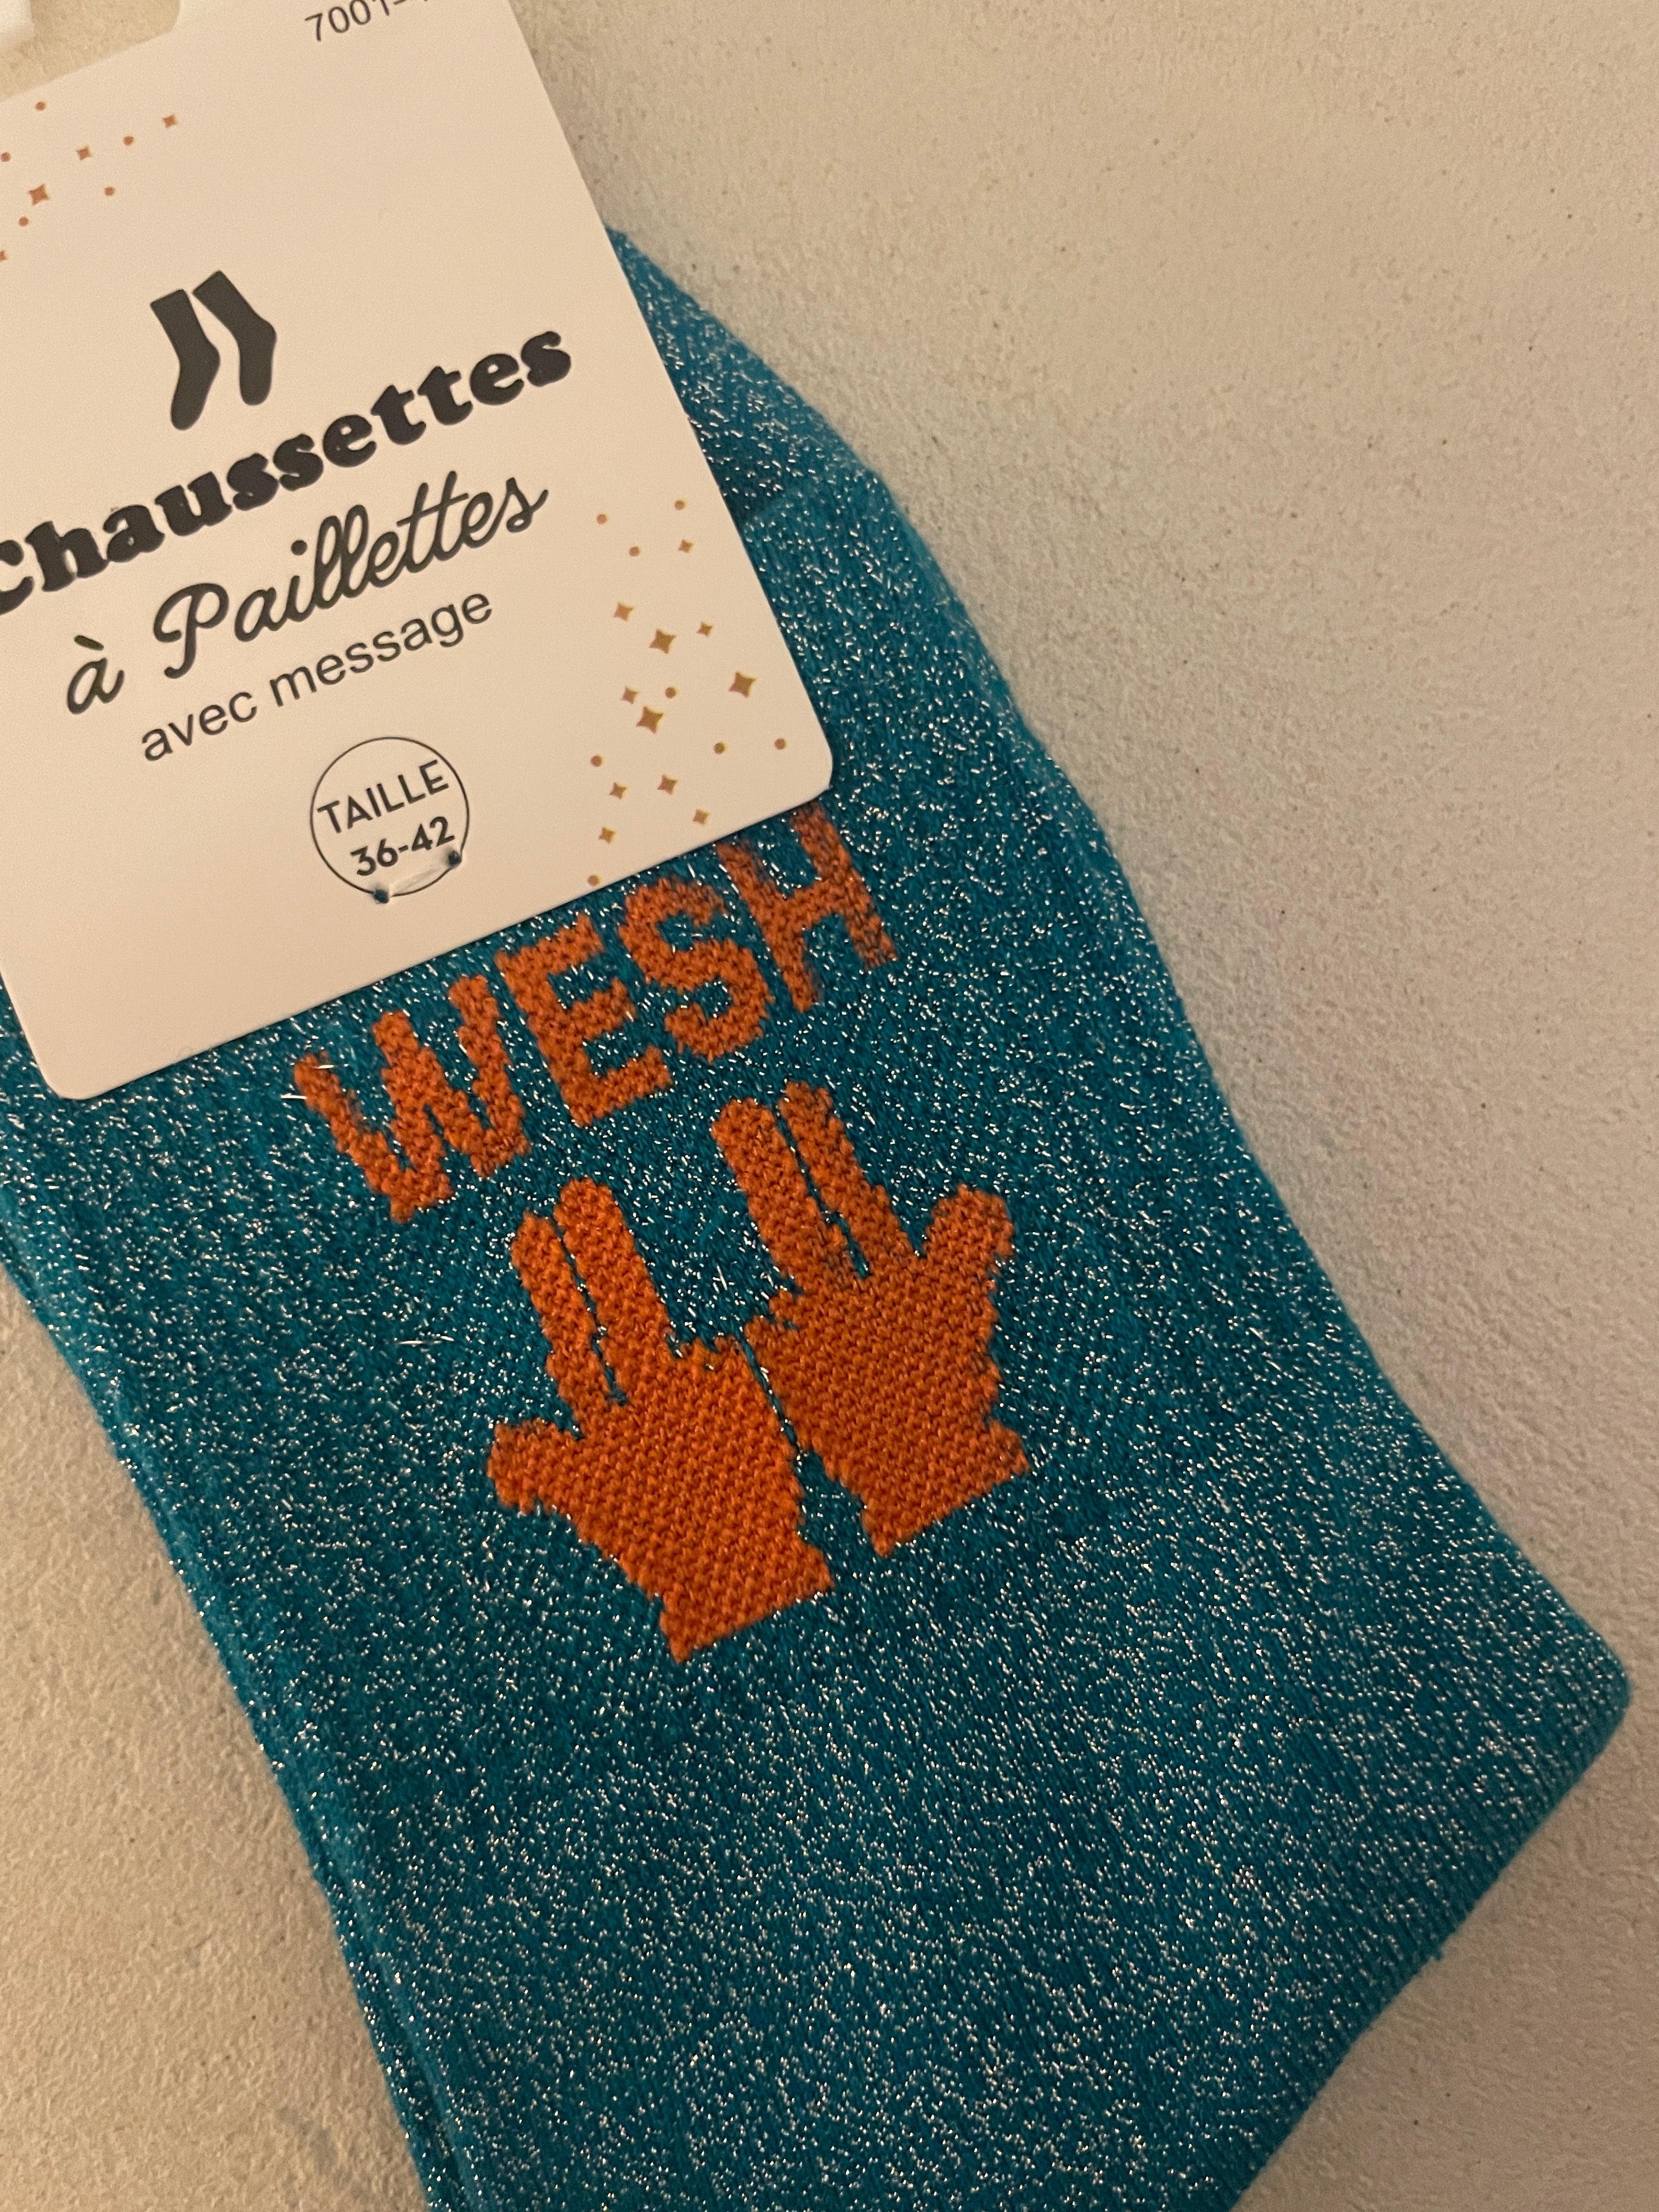 Chaussettes
à Paillettes
avec message
TAILLE
36-42
WESH